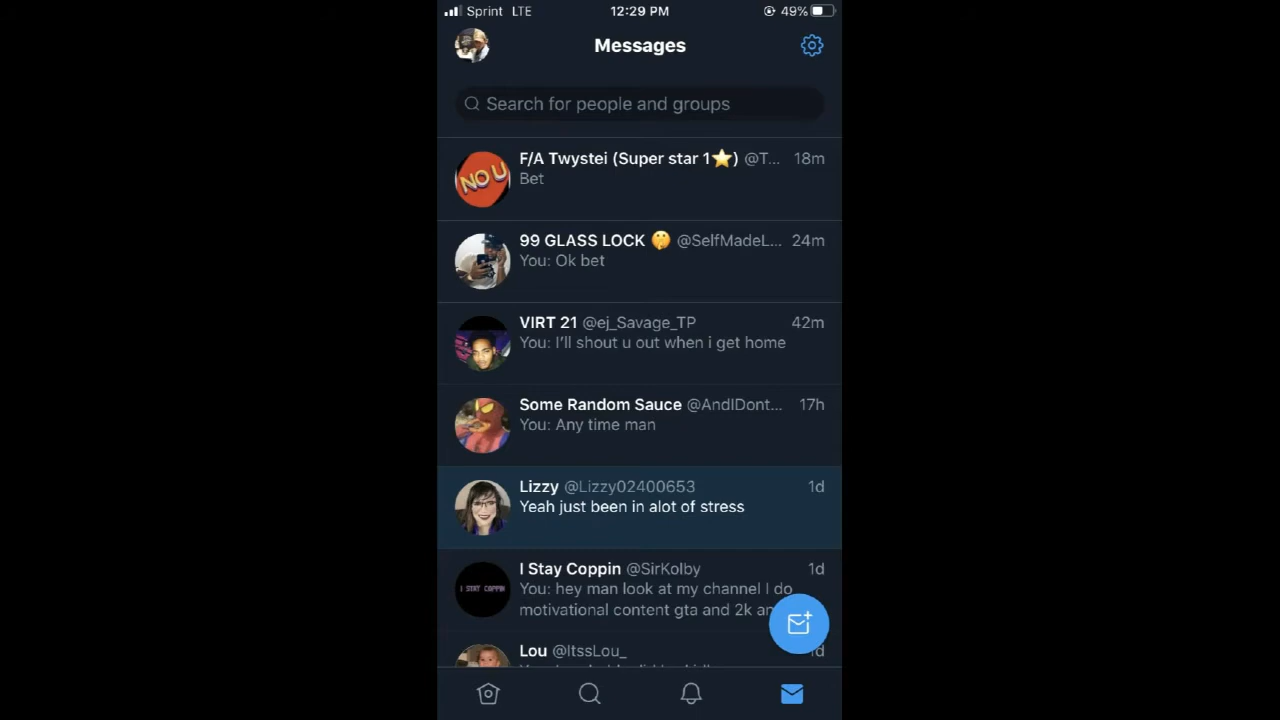 Sprint LTE 12:29 PM 49%
Messages
Search for people and groups
F/A Twystei (Super star 1⭐) @T... 18m
Bet
NO U
99 GLASS LOCK 🤫 @SelfMadeL... 24m
You: Ok bet
VIRT 21 @ej_Savage_TP 42m
You: I’ll shout u out when i get home
Some Random Sauce @AndIDont... 17h
You: Any time man
Lizzy @Lizzy02400653 1d
Yeah just been in alot of stress
I Stay Coppin @SirKolby 1d
You: hey man look at my channel I do
motivational content gta and 2k an
I STAY COPPIN
Lou @ItssLou_